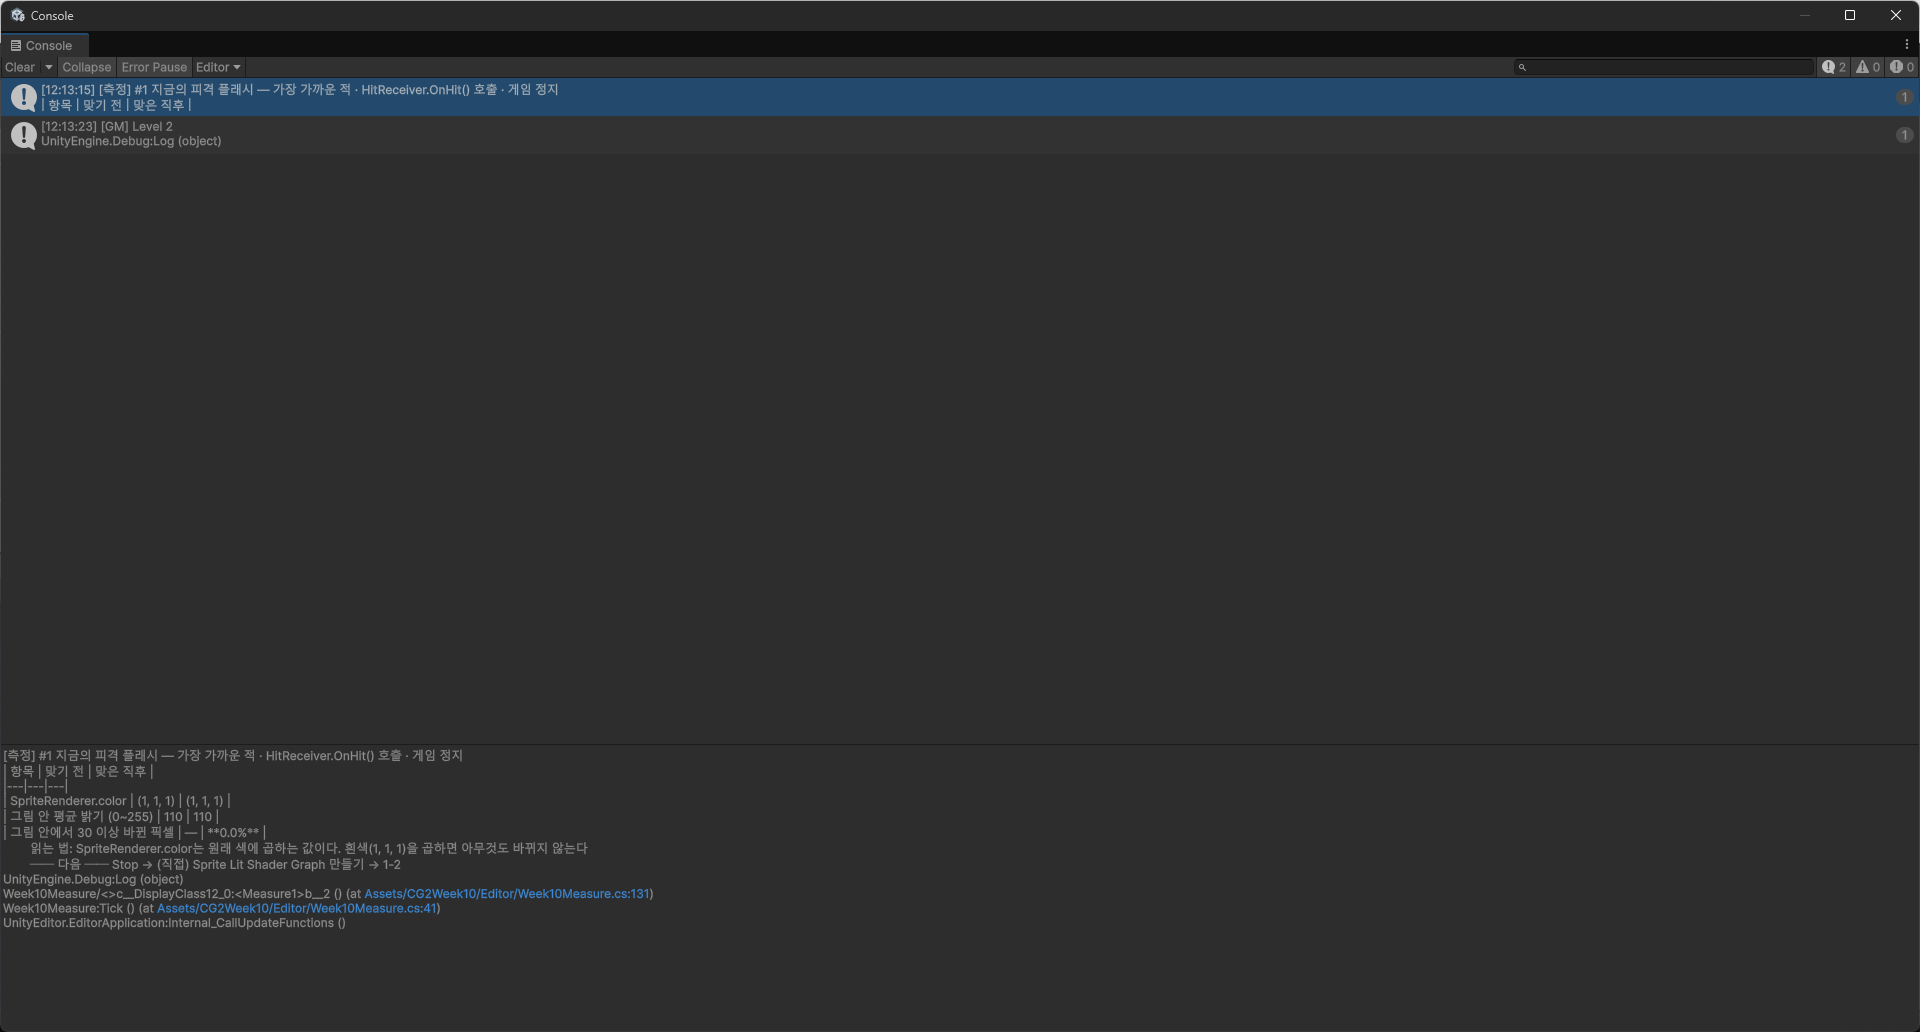 Console
Console
Clear Collapse Error Pause Editor 2 0 0
[12:13:15] [측정] #1 지금의 피격 플래시 — 가장 가까운 적 · HitReceiver.OnHit() 호출 · 게임 정지
| 항목 | 맞기 전 | 맞은 직후 |
1
[12:13:23] [GM] Level 2
UnityEngine.Debug:Log (object)
1
[측정] #1 지금의 피격 플래시 — 가장 가까운 적 · HitReceiver.OnHit() 호출 · 게임 정지
| 항목 | 맞기 전 | 맞은 직후 |
|---|---|---|
| SpriteRenderer.color | (1, 1, 1) | (1, 1, 1) |
| 그림 안 평균 밝기 (0~255) | 110 | 110 |
| 그림 안에서 30 이상 바뀐 픽셀 | — | **0.0%** |
읽는 법: SpriteRenderer.color는 원래 색에 곱하는 값이다. 흰색(1, 1, 1)을 곱하면 아무것도 바뀌지 않는다
─── 다음 ─── Stop → (직접) Sprite Lit Shader Graph 만들기 → 1-2
UnityEngine.Debug:Log (object)
Week10Measure/<>c__DisplayClass12_0:<Measure1>b__2 () (at Assets/CG2Week10/Editor/Week10Measure.cs:131)
Week10Measure:Tick () (at Assets/CG2Week10/Editor/Week10Measure.cs:41)
UnityEditor.EditorApplication:Internal_CallUpdateFunctions ()